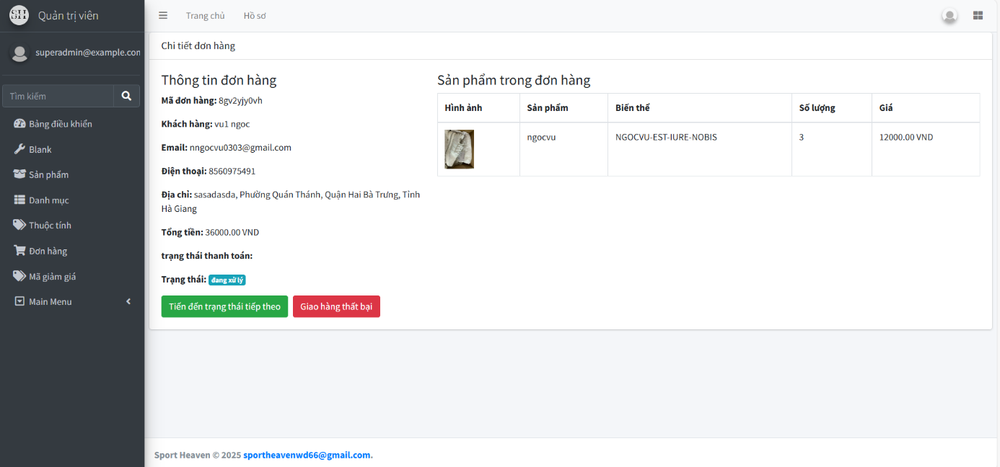 SH
Quản trị viên
Trang chủ
Hồ sơ
superadmin@example.con
Tìm kiếm
Bảng điều khiển
Blank
Sản phẩm
Danh mục
Thuộc tính
Đơn hàng
Mã giảm giá
Main Menu
Chi tiết đơn hàng
Thông tin đơn hàng
Mã đơn hàng: 8gv2yjy0vh
Khách hàng: vu1 ngoc
Email: nngocvu0303@gmail.com
Điện thoại: 8560975491
Địa chỉ: sasadasda, Phường Quán Thánh, Quận Hai Bà Trưng, Tỉnh
Hà Giang
Tổng tiền: 36000.00 VND
trạng thái thanh toán:
Trạng thái: đang xử lý
Tiến đến trạng thái tiếp theo Giao hàng thất bại
Sản phẩm trong đơn hàng
Hình ảnh Sản phẩm Biến thể Số lượng Giá
ngocvu NGOCVU-EST-IURE-NOBIS 3 12000.00 VND
Sport Heaven © 2025 sportheavenwd66@gmail.com.